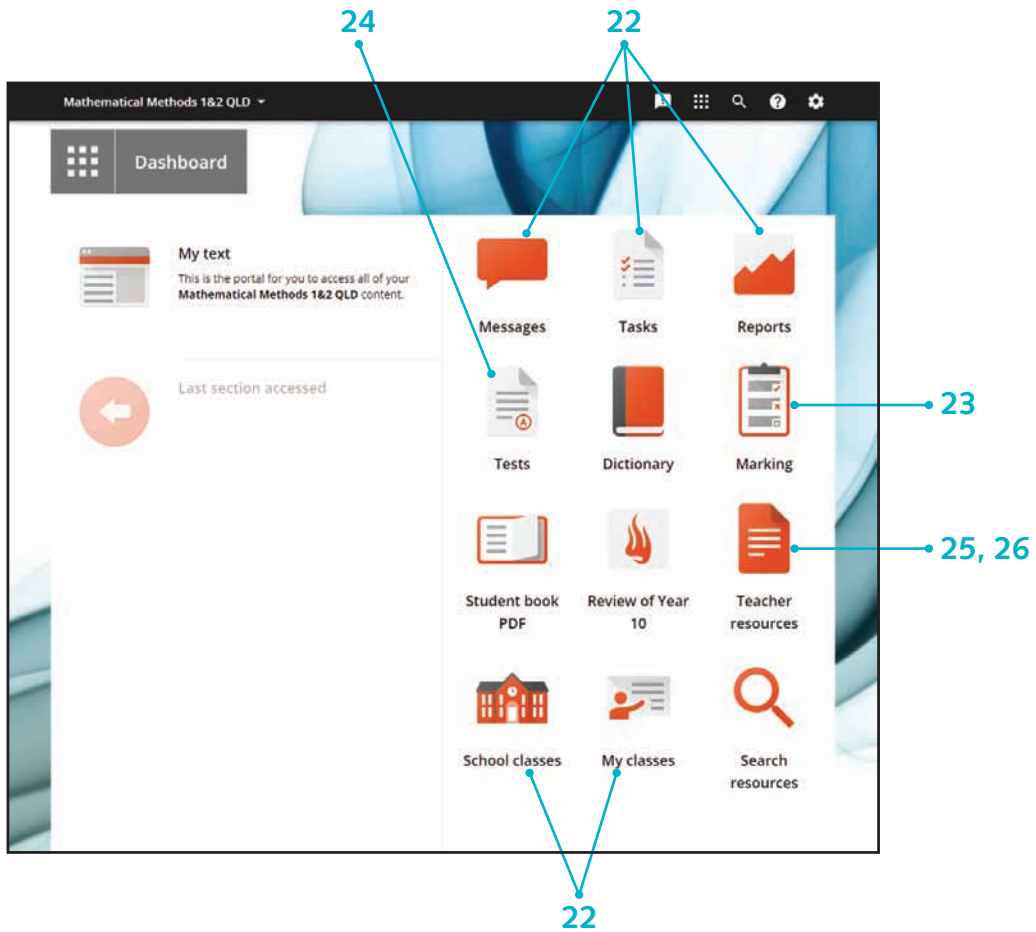 24
22
Mathematical Methods 1&2 QLD
Dashboard
My text
This is the portal for you to access all of your
Mathematical Methods 1&2 QLD content.
Last section accessed
Messages
Tasks
Reports
Tests
Dictionary
Marking
23
Student book
PDF
Review of Year
10
Teacher
resources
25, 26
School classes
My classes
Search
resources
22